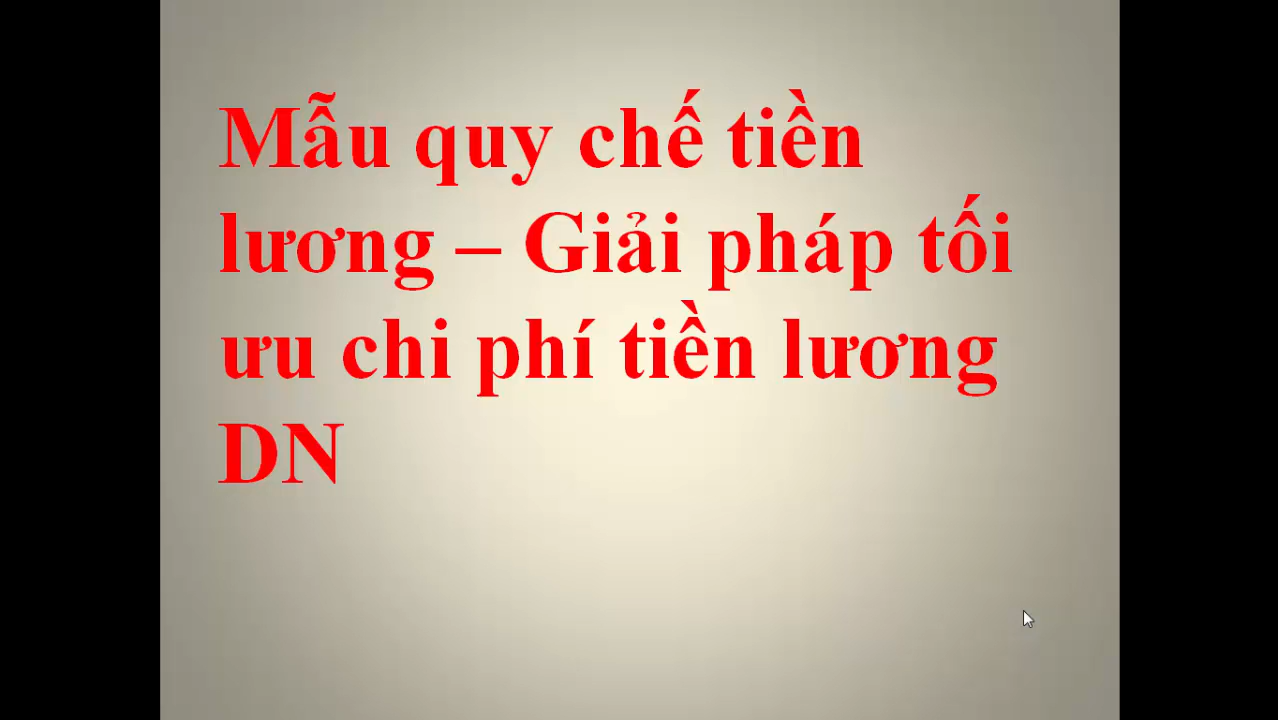 Mẫu quy chế tiền
lương – Giải pháp tối
ưu chi phí tiền lương
DN